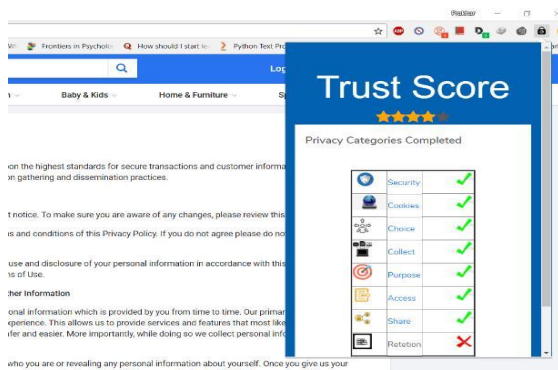 Prakhar
Frontiers in Psycholo
How should I start le
Python Text Pro
Log
Baby & Kids
Home & Furniture
Sp
on the highest standards for secure transactions and customer informa
on gathering and dissemination practices.
t notice. To make sure you are aware of any changes, please review this
s and conditions of this Privacy Policy. If you do not agree please do no
use and disclosure of your personal information in accordance with this
s of Use.
her Information
onal information which is provided by you from time to time. Our primar
xperience. This allows us to provide services and features that most like
afer and easier. More importantly, while doing so we collect personal info
who you are or revealing any personal information about yourself. Once you give us your
Trust Score
Privacy Categories Completed
Security
Cookies
Choice
Collect
Purpose
Access
Share
Retetion